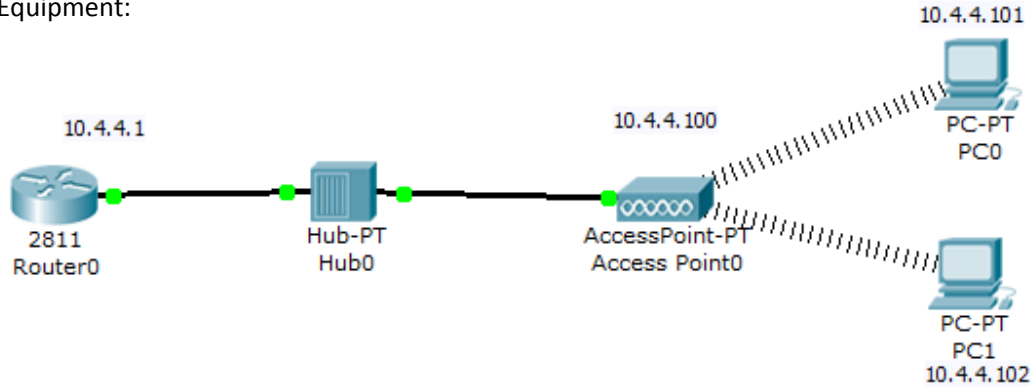 Equipment:
10.4.4.101
PC-PT
PC0
10.4.4.1
2811
Router0
Hub-PT
Hub0
10.4.4.100
AccessPoint-PT
Access Point0
PC-PT
PC1
10.4.4.102